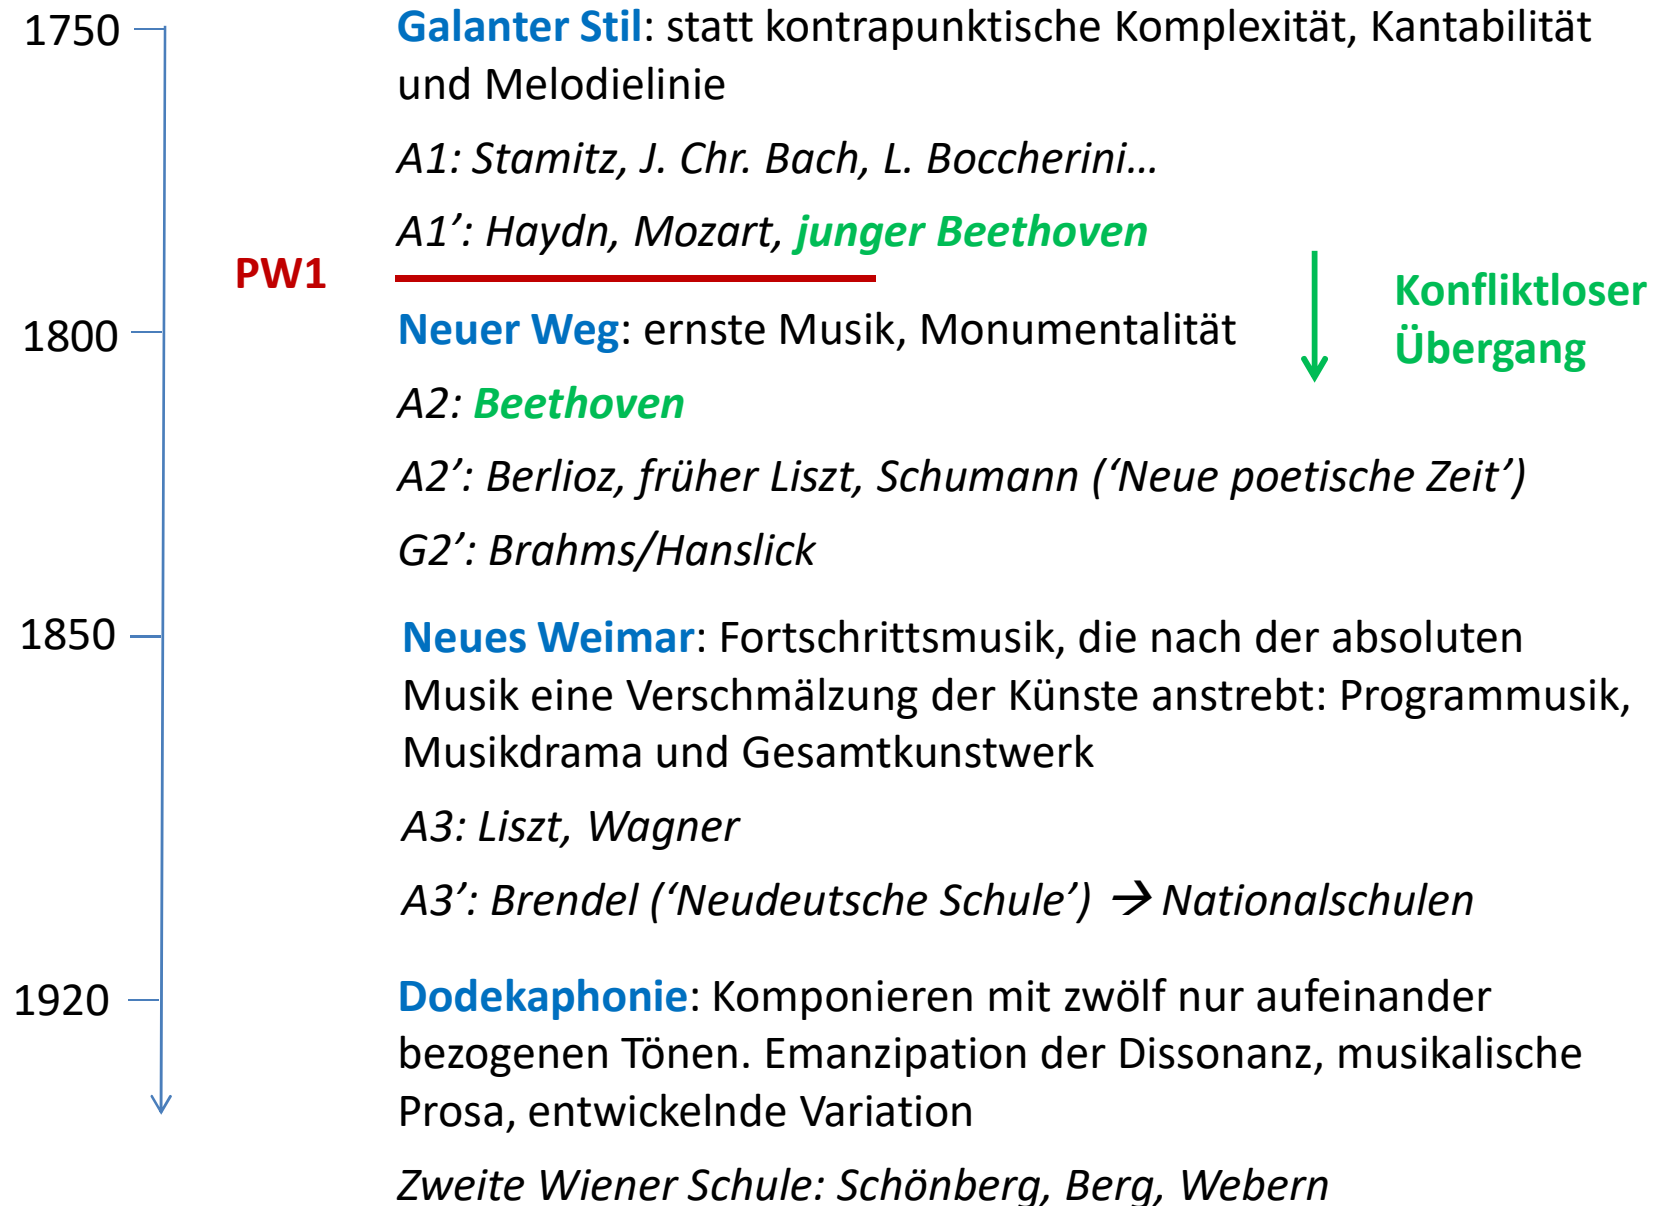 1750
Galanter Stil: statt kontrapunktische Komplexität, Kantabilität
und Melodielinie
A1: Stamitz, J. Chr. Bach, L. Boccherini…
A1’: Haydn, Mozart, junger Beethoven
PW1
Konfliktloser
Übergang
1800
Neuer Weg: ernste Musik, Monumentalität
A2: Beethoven
A2’: Berlioz, früher Liszt, Schumann (‘Neue poetische Zeit’)
G2’: Brahms/Hanslick
1850
Neues Weimar: Fortschrittsmusik, die nach der absoluten
Musik eine Verschmälzung der Künste anstrebt: Programmusik,
Musikdrama und Gesamtkunstwerk
A3: Liszt, Wagner
A3’: Brendel (‘Neudeutsche Schule’) → Nationalschulen
1920
Dodekaphonie: Komponieren mit zwölf nur aufeinander
bezogenen Tönen. Emanzipation der Dissonanz, musikalische
Prosa, entwickelnde Variation
Zweite Wiener Schule: Schönberg, Berg, Webern